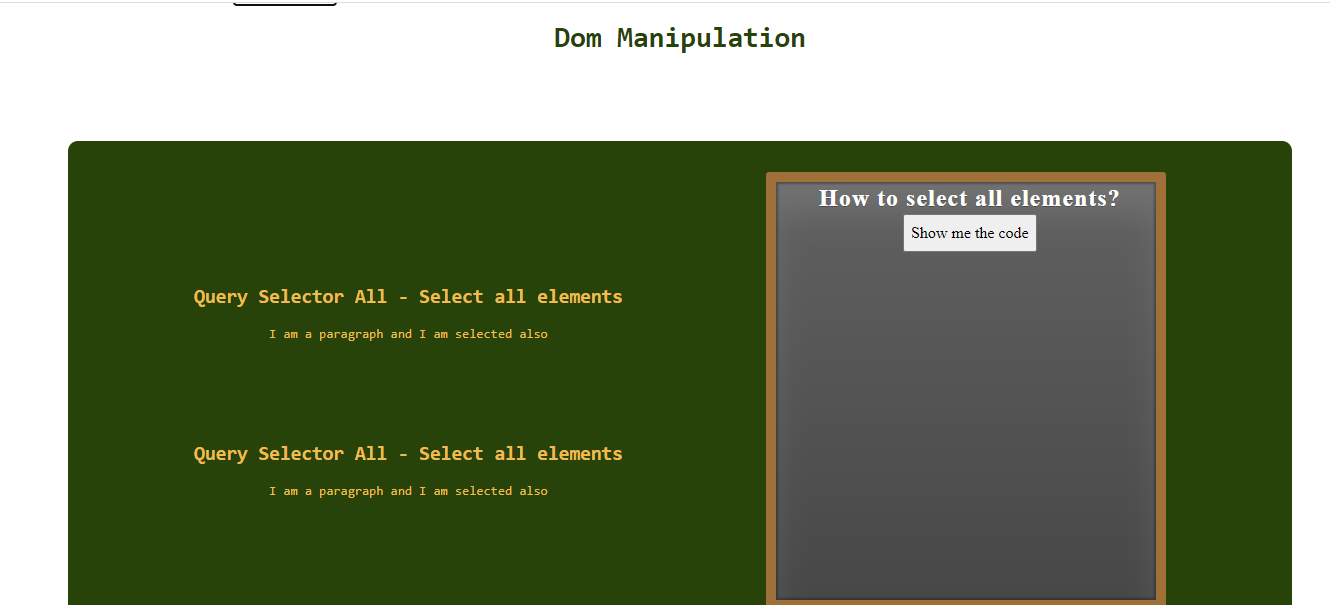 Dom Manipulation
Query Selector All - Select all elements
I am a paragraph and I am selected also
Query Selector All - Select all elements
I am a paragraph and I am selected also
How to select all elements?
Show me the code